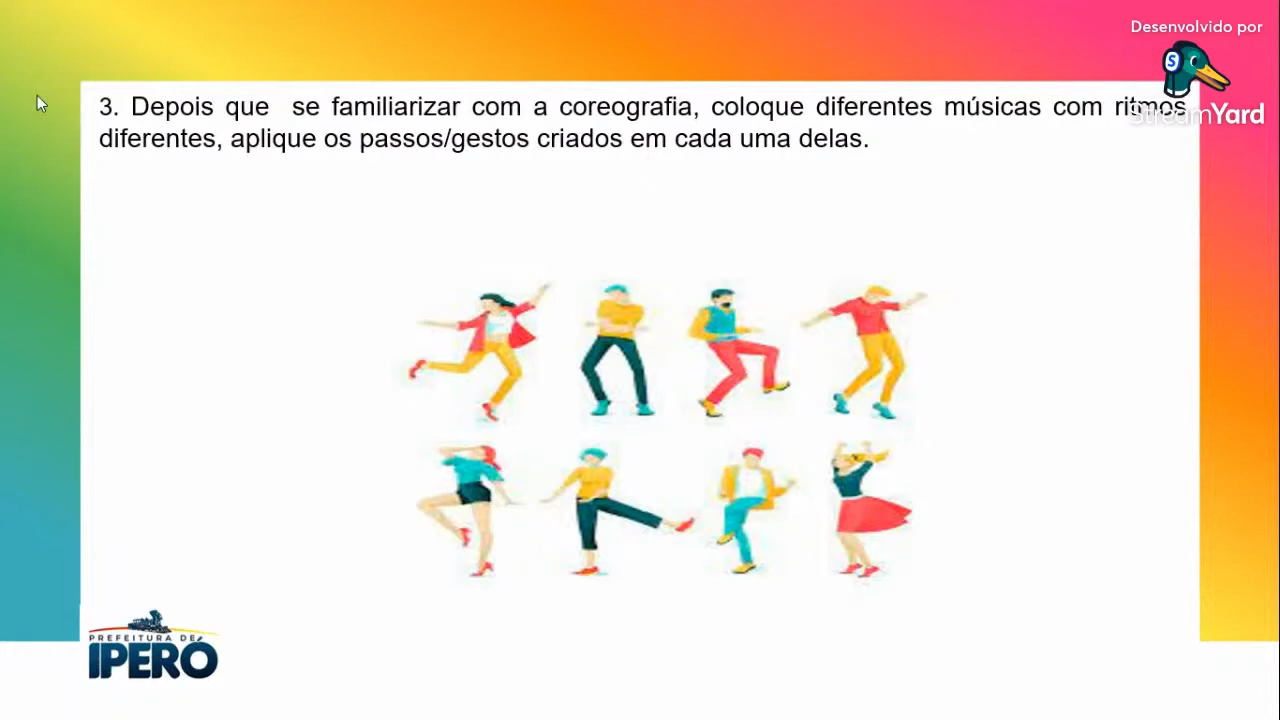 Desenvolvido por
3. Depois que se familiarizar com a coreografia, coloque diferentes músicas com ritmos
StreamYard
diferentes, aplique os passos/gestos criados em cada uma delas.
PREFEITURA DE
IPERÓ